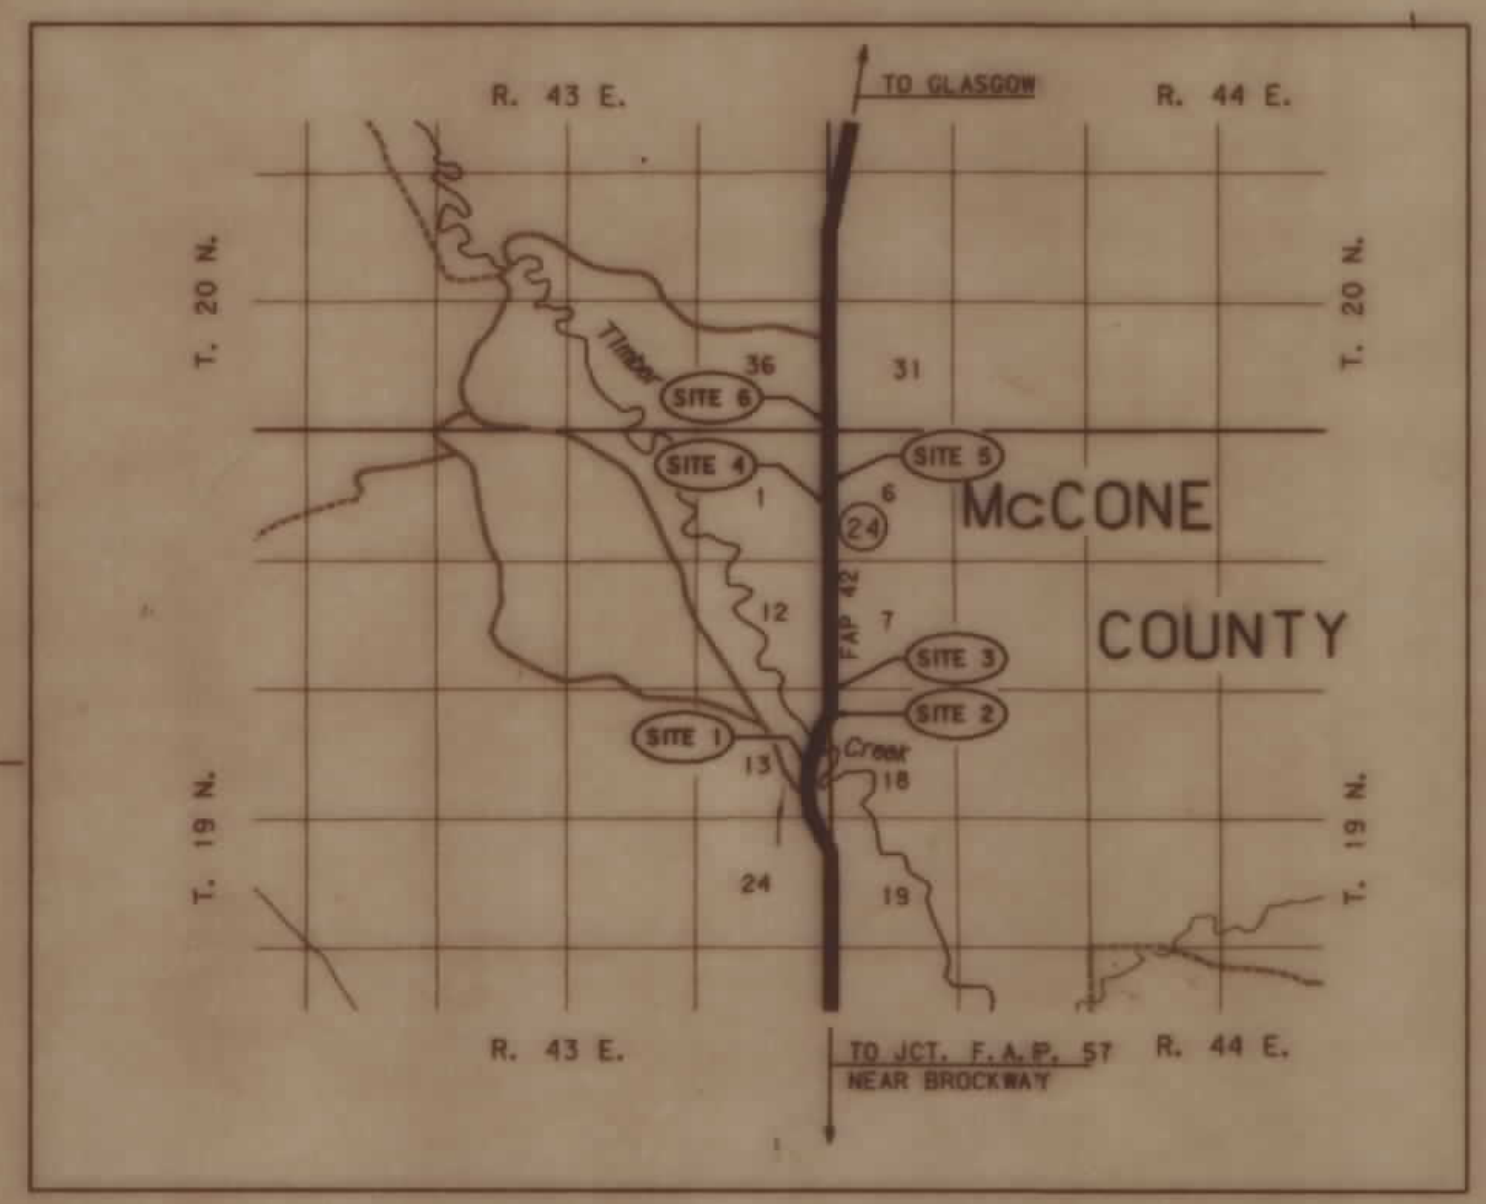 TO GLASGOW
R. 43 E.
R. 44 E.
T. 20 N.
T. 20 N.
Timber
36
31
SITE 6
SITE 4
SITE 5
1
6
McCONE
24
FAP 42
12
7
COUNTY
SITE 3
SITE 2
SITE 1
Creek
13
18
T. 19 N.
T. 19 N.
24
19
R. 43 E.
TO JCT. F.A.P. 57
R. 44 E.
NEAR BROCKWAY